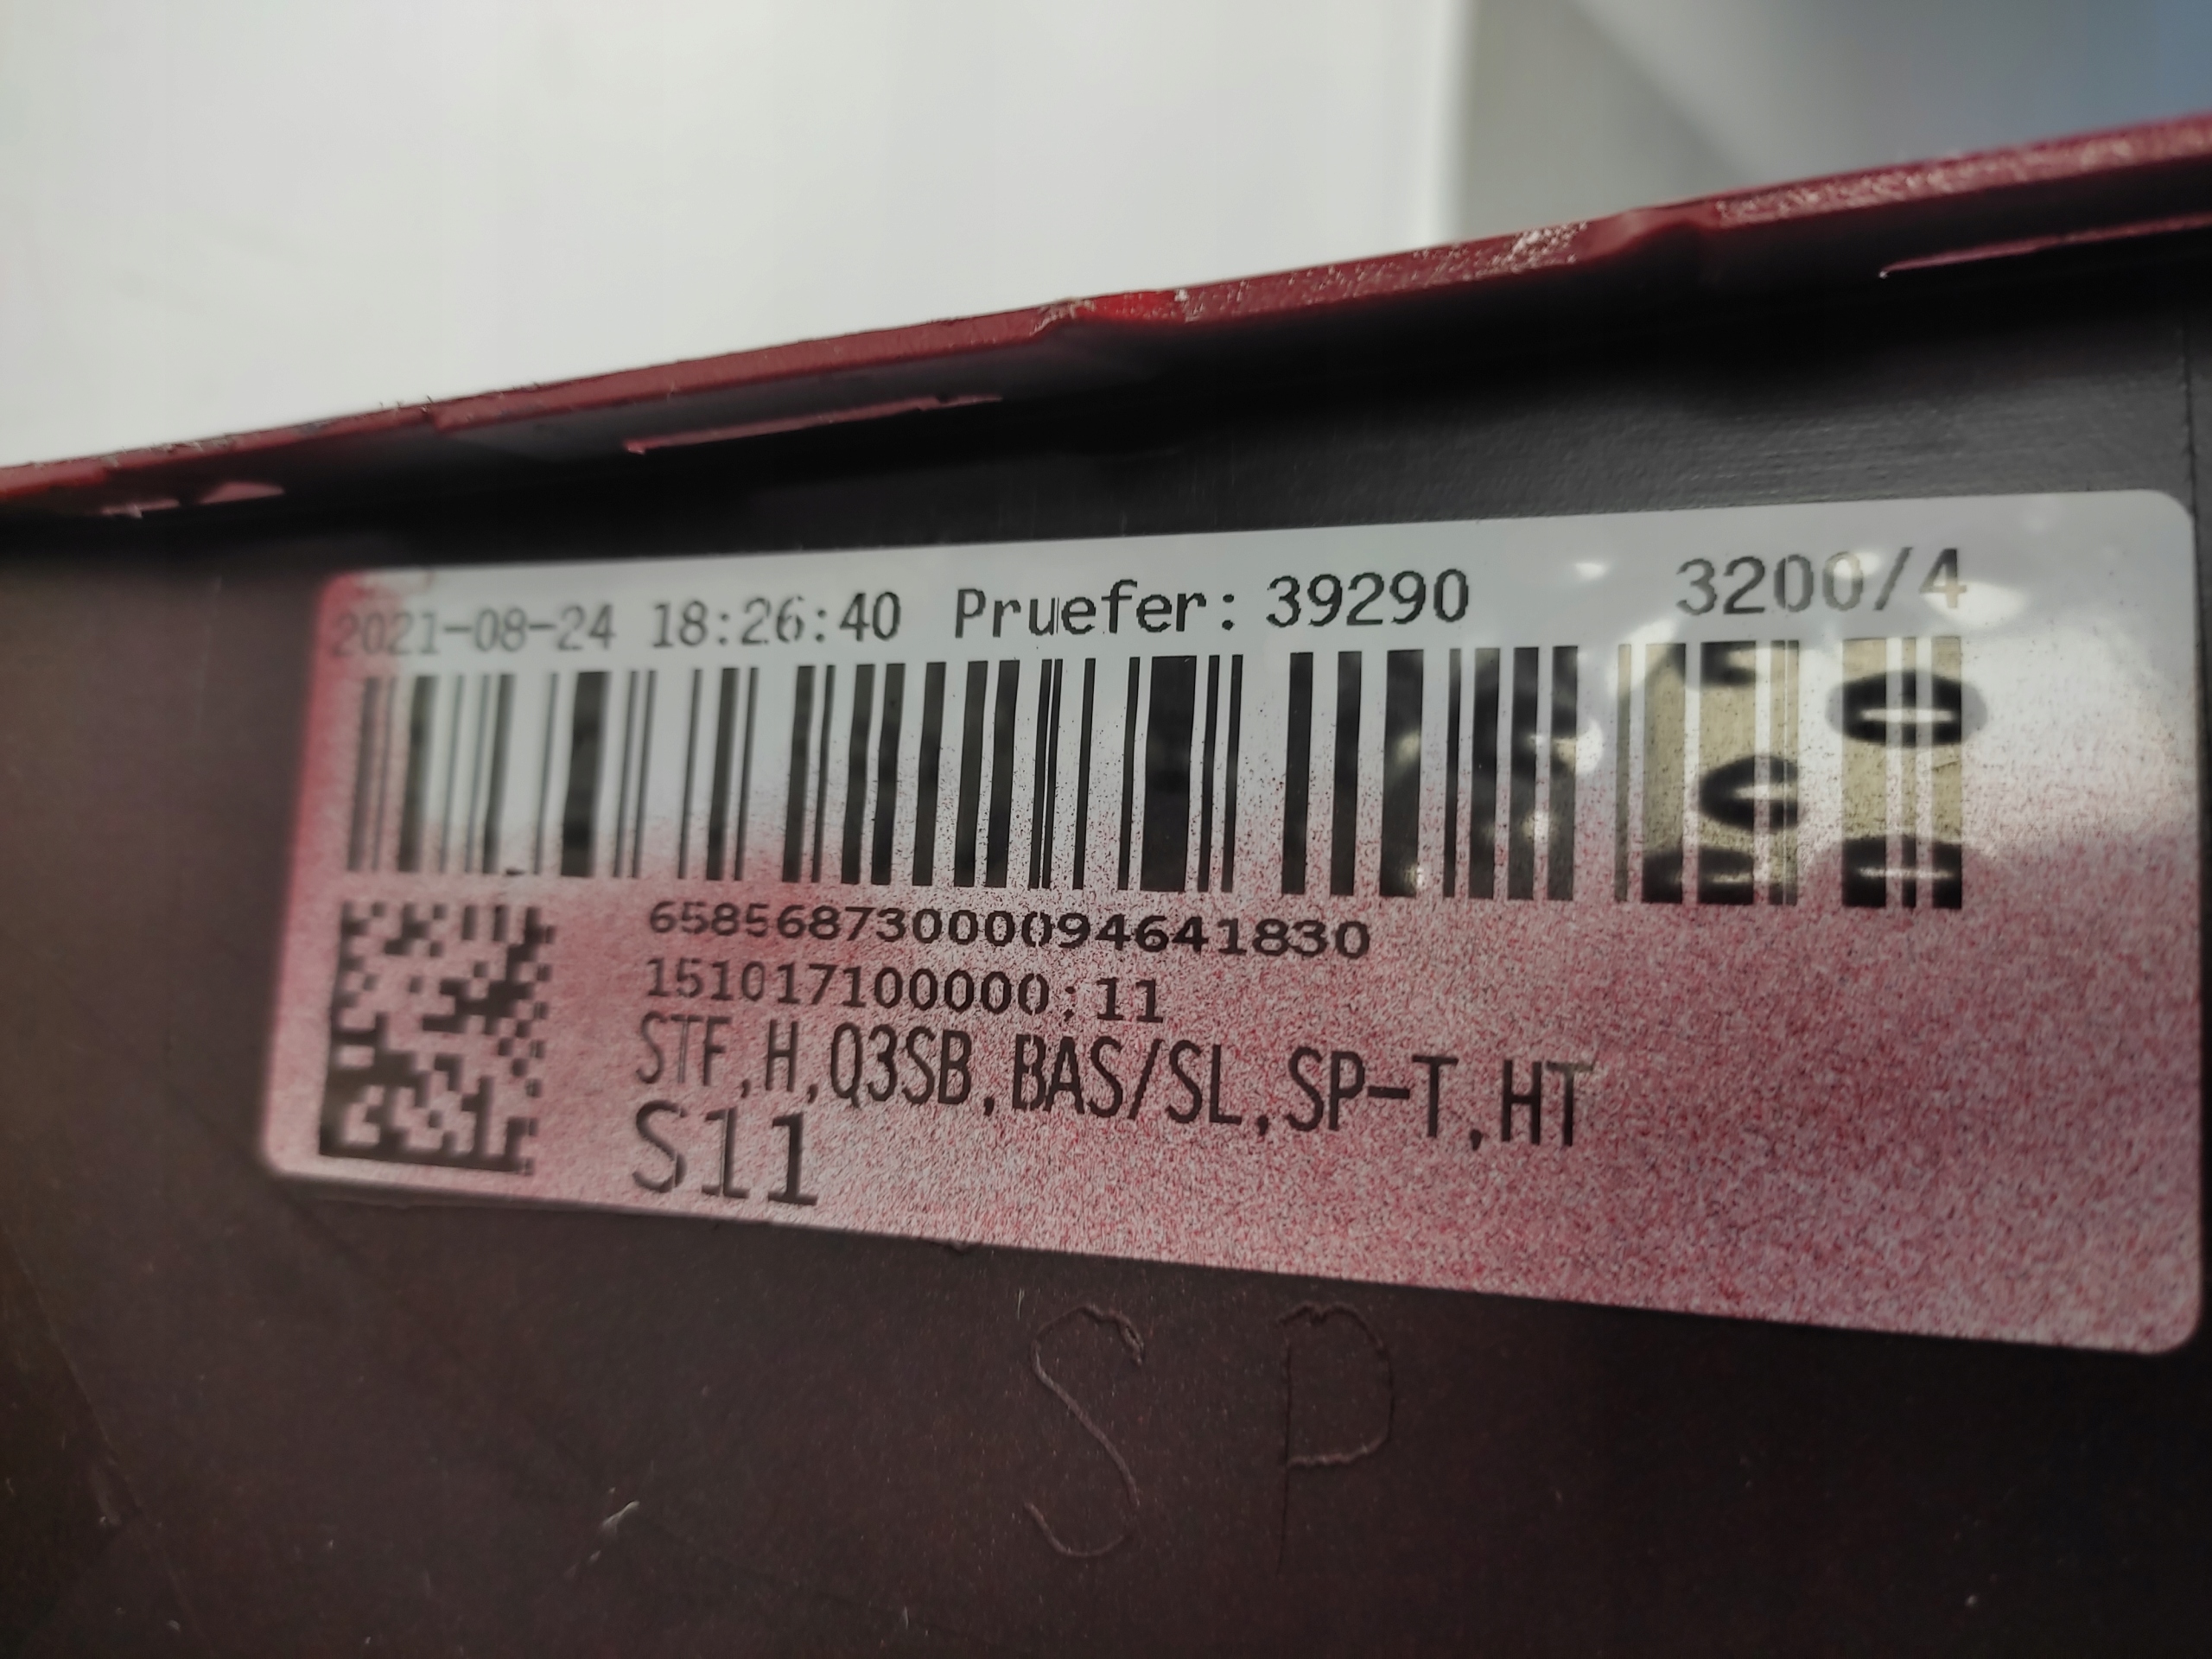 2021-08-24 18:26:40 Pruefer: 39290 3200/4
65856873000094641830
151017100000;11
STF,H,Q3SB,BAS/SL,SP-T,HT
S11
SP